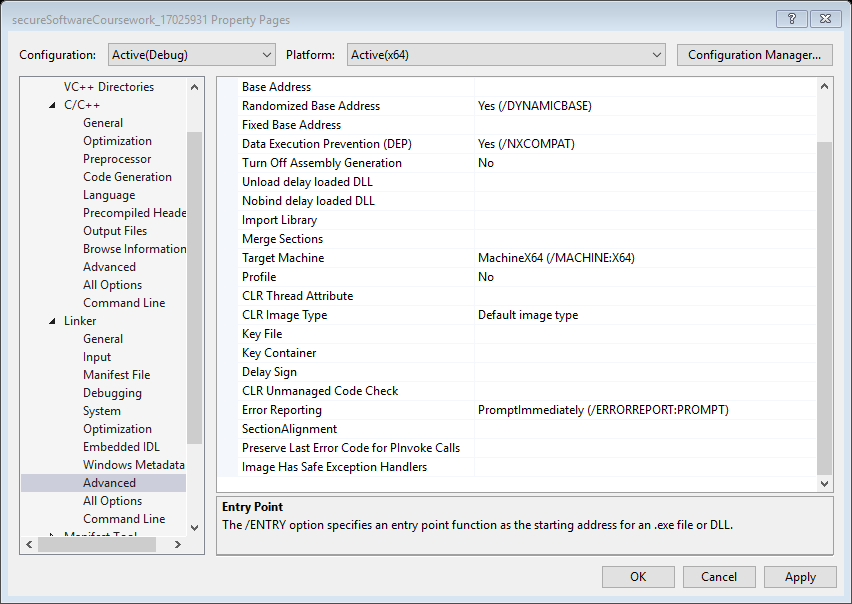 secureSoftwareCoursework_17025931 Property Pages
Configuration: Active(Debug) Platform: Active(x64) Configuration Manager...
VC++ Directories
C/C++
General
Optimization
Preprocessor
Code Generation
Language
Precompiled Heade
Output Files
Browse Information
Advanced
All Options
Command Line
Linker
General
Input
Manifest File
Debugging
System
Optimization
Embedded IDL
Windows Metadata
Advanced
All Options
Command Line
Manifest Tool
Base Address
Randomized Base Address Yes (/DYNAMICBASE)
Fixed Base Address
Data Execution Prevention (DEP) Yes (/NXCOMPAT)
Turn Off Assembly Generation No
Unload delay loaded DLL
Nobind delay loaded DLL
Import Library
Merge Sections
Target Machine MachineX64 (/MACHINE:X64)
Profile No
CLR Thread Attribute
CLR Image Type Default image type
Key File
Key Container
Delay Sign
CLR Unmanaged Code Check
Error Reporting PromptImmediately (/ERRORREPORT:PROMPT)
SectionAlignment
Preserve Last Error Code for PInvoke Calls
Image Has Safe Exception Handlers
Entry Point
The /ENTRY option specifies an entry point function as the starting address for an .exe file or DLL.
OK Cancel Apply